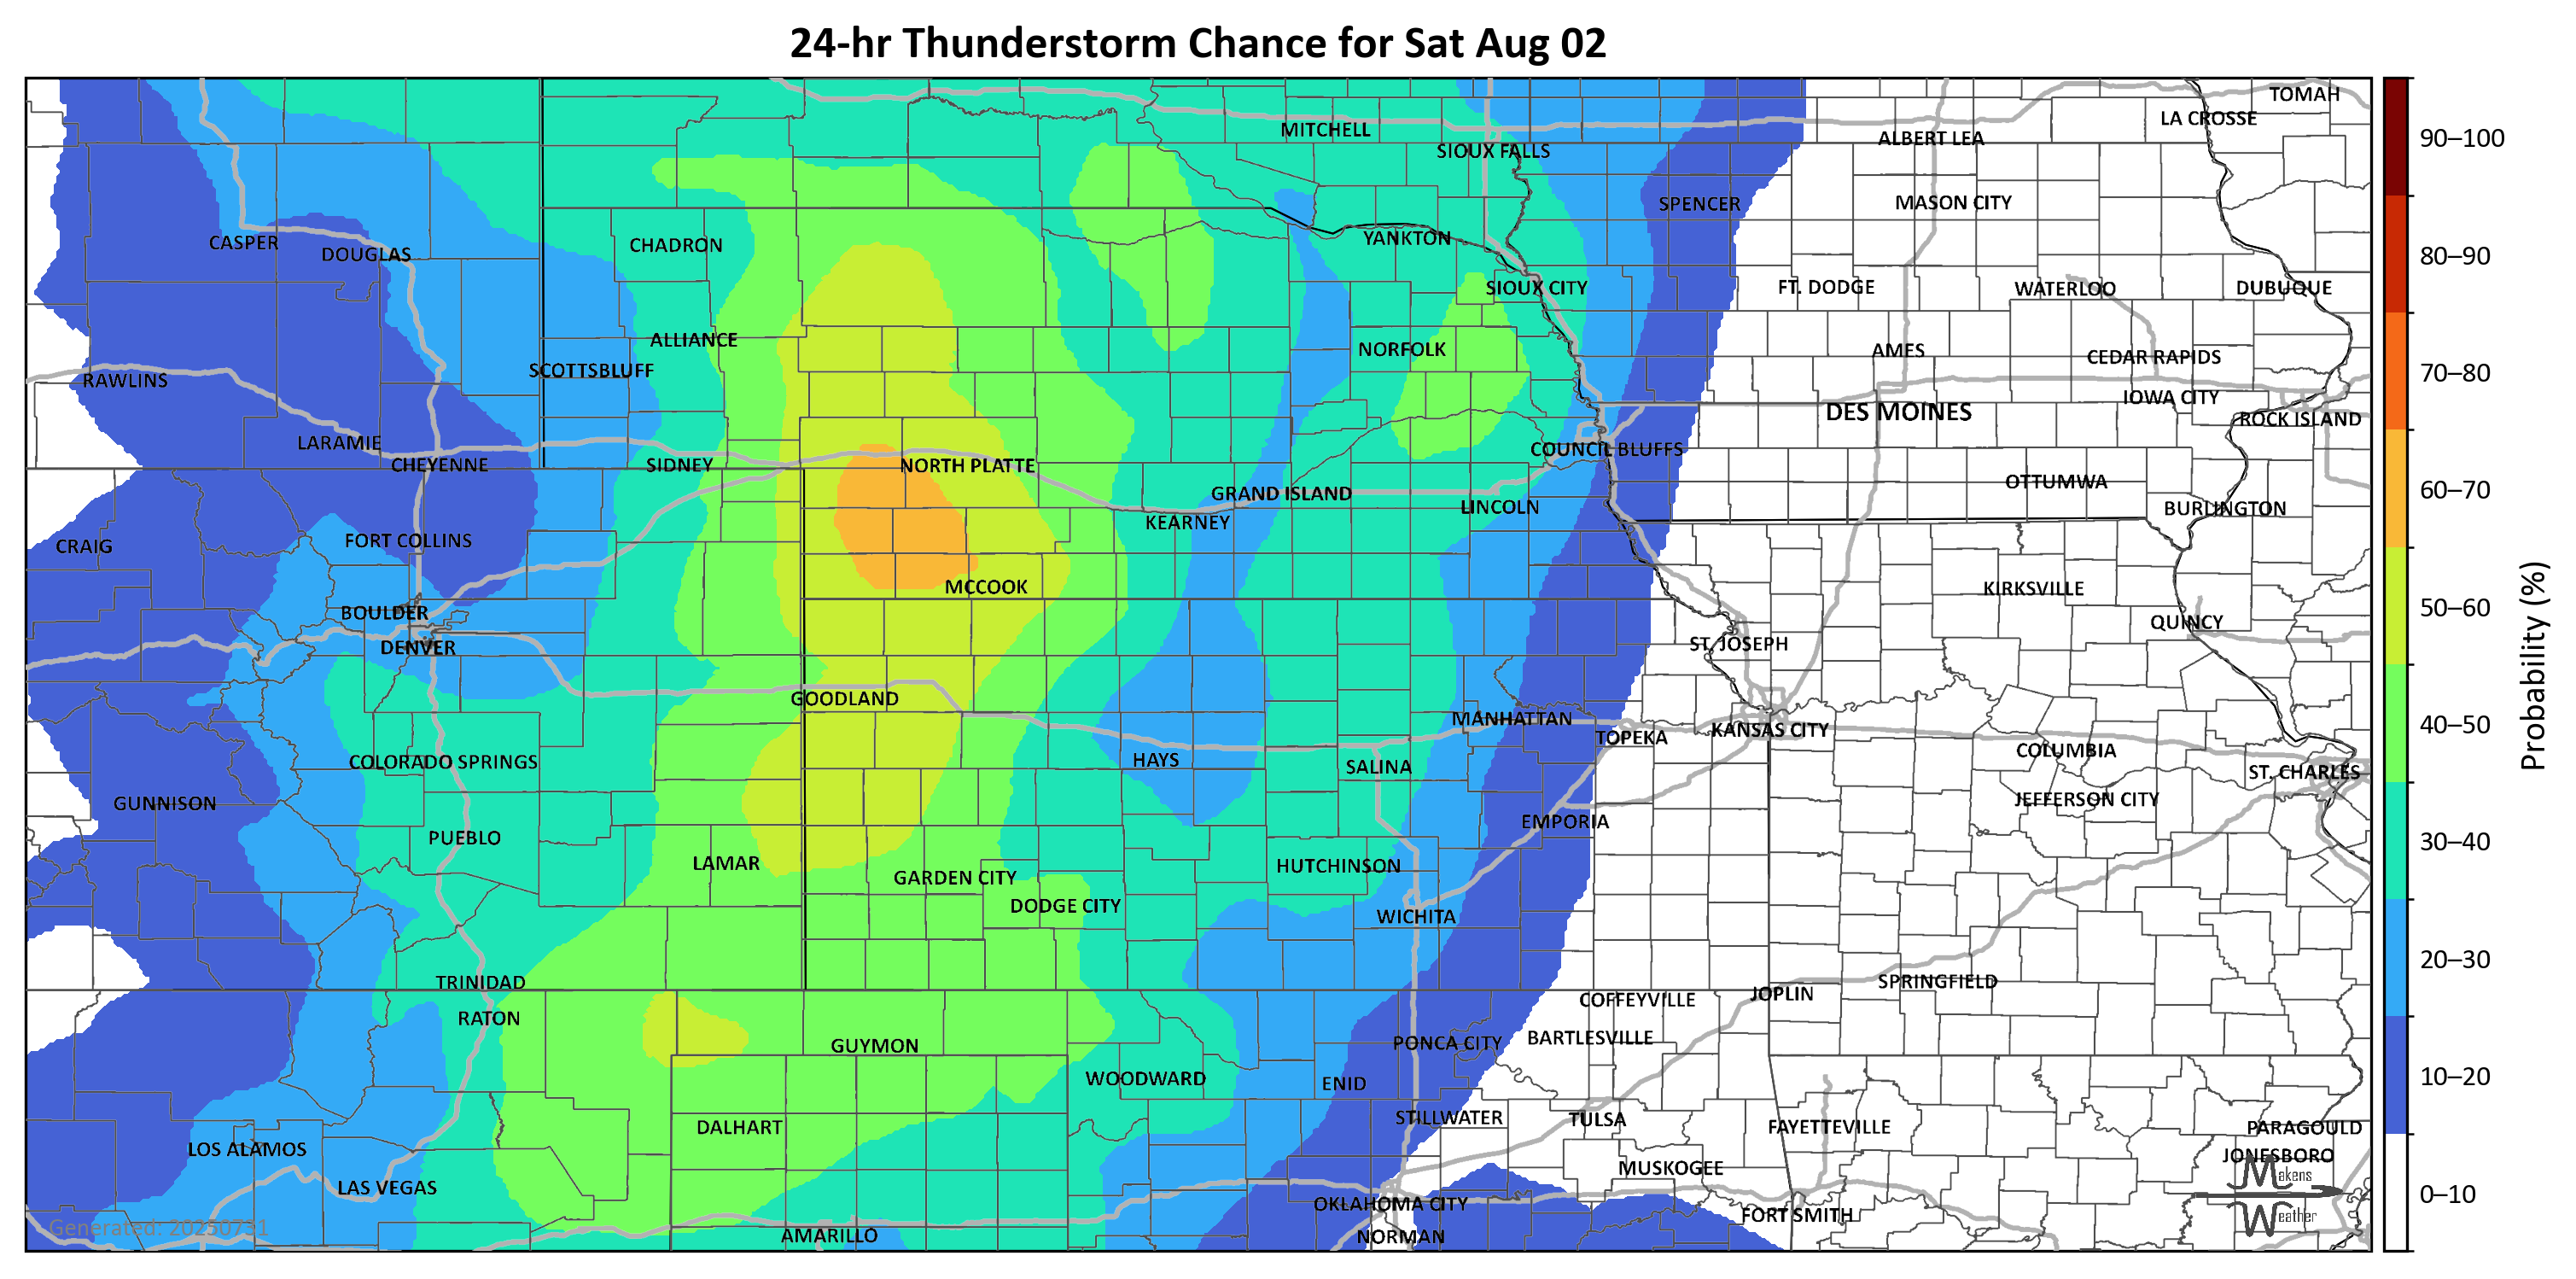 24-hr Thunderstorm Chance for Sat Aug 02
TOMAH
LA CROSSE
MITCHELL
ALBERT LEA
90–100
SIOUX FALLS
SPENCER
MASON CITY
CASPER
DOUGLAS
CHADRON
YANKTON
80–90
SIOUX CITY
FT. DODGE
WATERLOO
DUBUQUE
ALLIANCE
NORFOLK
AMES
CEDAR RAPIDS
RAWLINS
SCOTTSBLUFF
70–80
IOWA CITY
DES MOINES
ROCK ISLAND
LARAMIE
COUNCIL BLUFFS
CHEYENNE
SIDNEY
NORTH PLATTE
OTTUMWA
GRAND ISLAND
60–70
LINCOLN
BURLINGTON
KEARNEY
CRAIG
FORT COLLINS
MCCOOK
KIRKSVILLE
BOULDER
50–60
QUINCY
DENVER
ST. JOSEPH
GOODLAND
Probability (%)
MANHATTAN
40–50
TOPEKA
KANSAS CITY
COLUMBIA
COLORADO SPRINGS
HAYS
SALINA
ST. CHARLES
GUNNISON
JEFFERSON CITY
EMPORIA
PUEBLO
30–40
LAMAR
HUTCHINSON
GARDEN CITY
DODGE CITY
WICHITA
20–30
TRINIDAD
SPRINGFIELD
JOPLIN
COFFEYVILLE
RATON
BARTLESVILLE
GUYMON
PONCA CITY
WOODWARD
ENID
10–20
STILLWATER
TULSA
DALHART
FAYETTEVILLE
PARAGOULD
LOS ALAMOS
JONESBORO
MUSKOGEE
Makens
LAS VEGAS
0–10
OKLAHOMA CITY
FORT SMITH
Weather
Generated: 20250731
AMARILLO
NORMAN